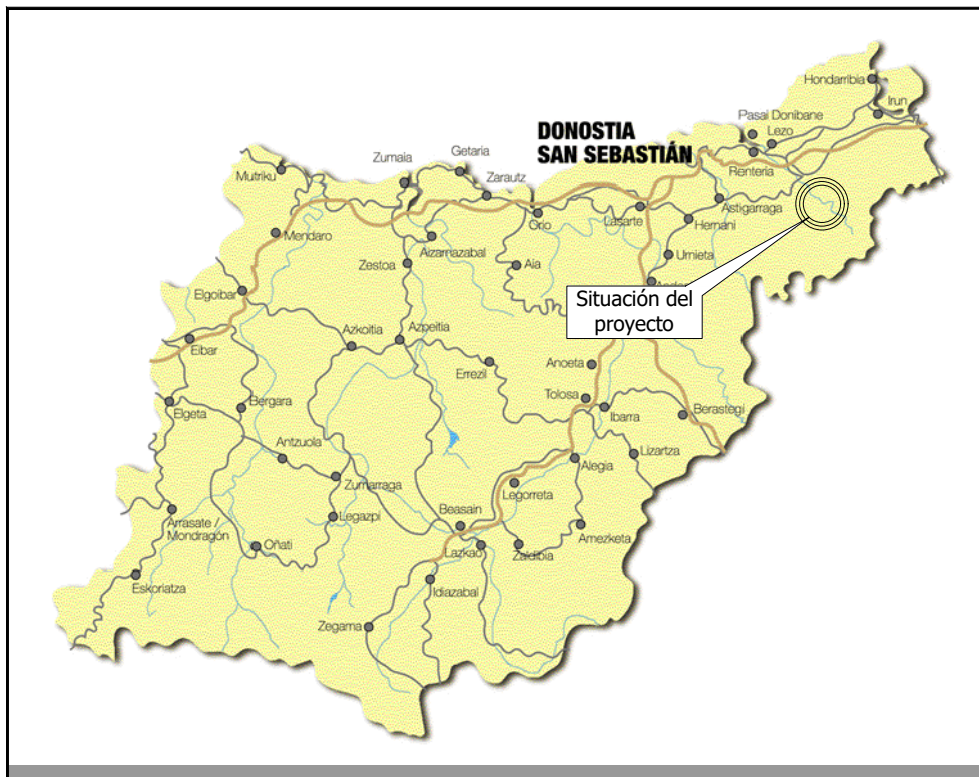 Hondarribia
Irun
Pasai Donibane
Lezo
DONOSTIA
SAN SEBASTIÁN
Renteria
Getaria
Zumaia
Zarautz
Mutriku
Astigarraga
Lasarte
Orio
Hernani
Mendaro
Aizarnazabal
Urnieta
Zestoa
Aia
Elgoibar
Situación del
proyecto
Azkoitia
Azpeitia
Eibar
Errezil
Anoeta
Tolosa
Elgeta
Bergara
Ibarra
Berastegi
Antzuola
Lizartza
Alegia
Zumarraga
Legorreta
Legazpi
Beasain
Arrasate /
Mondragón
Amezketa
Oñati
Lazkao
Zaldibia
Eskoriatza
Idiazabal
Zegama